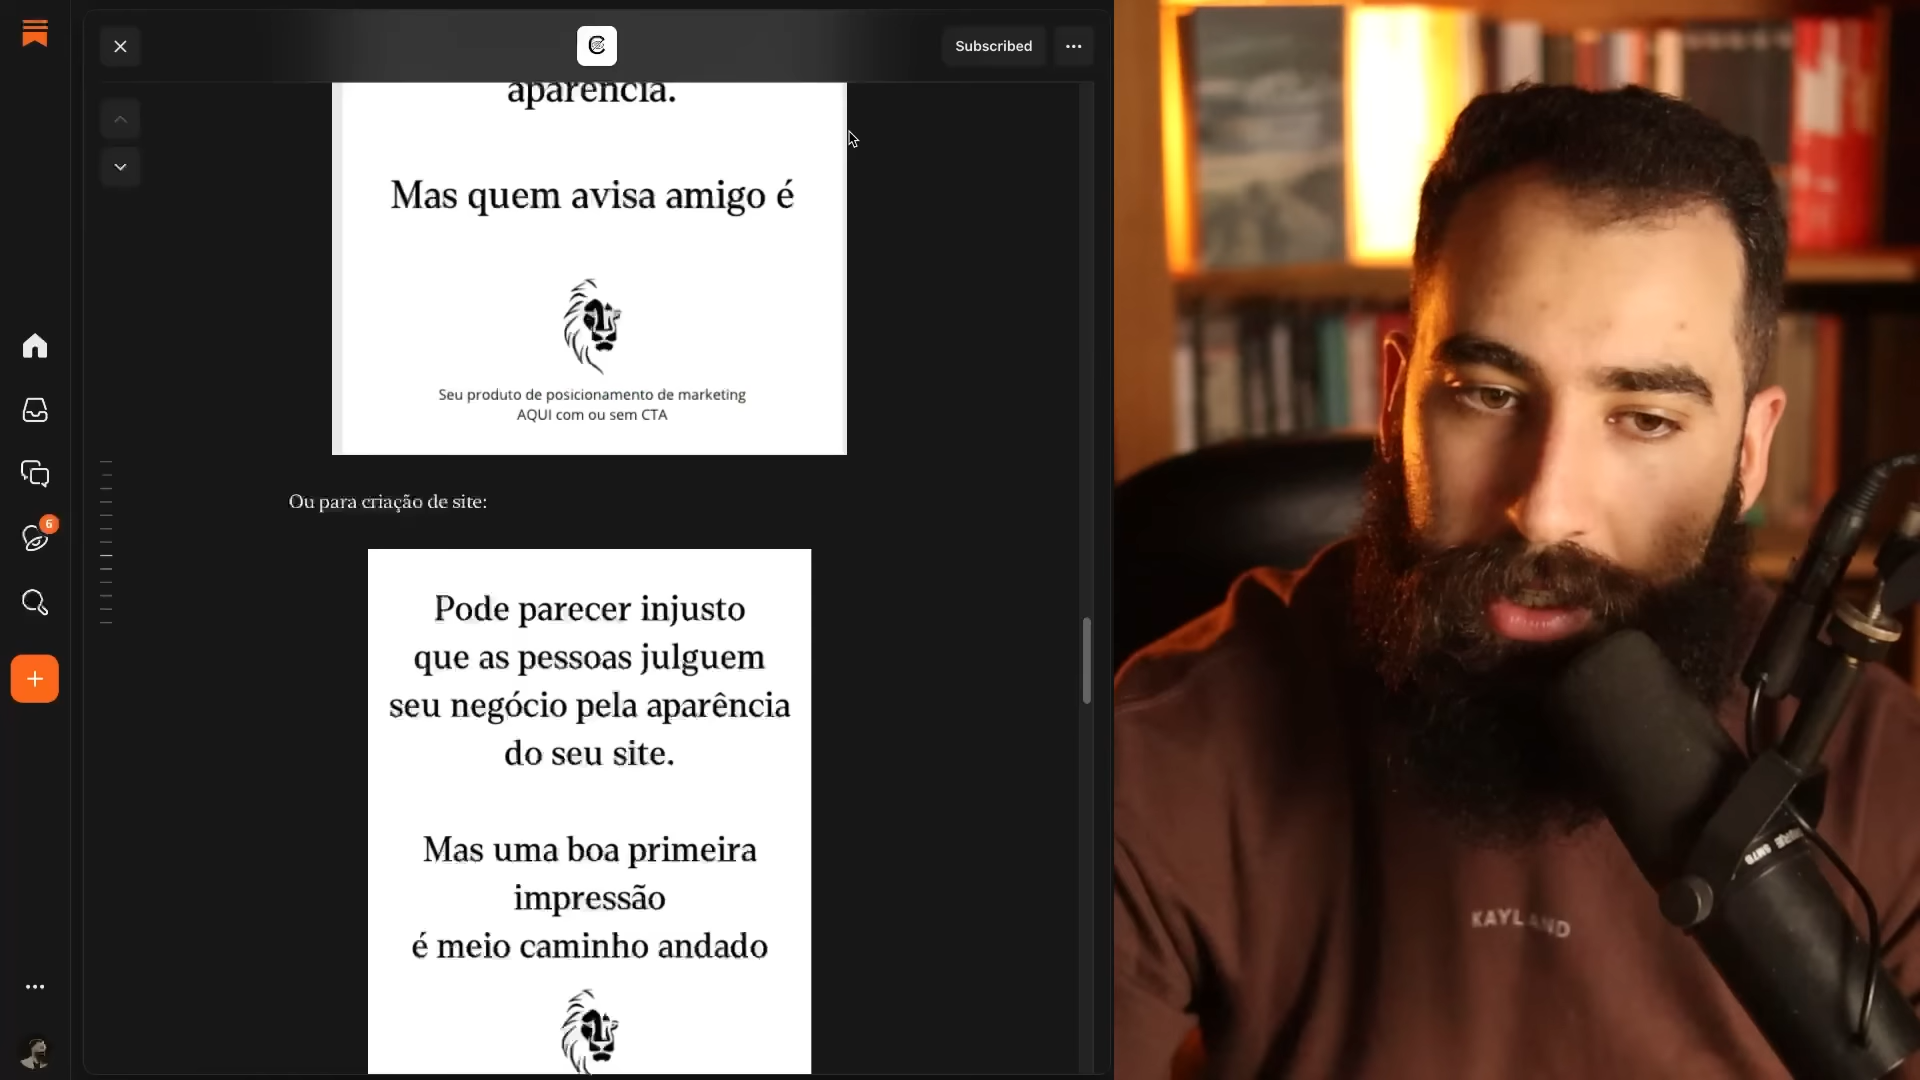 Subscribed
aparência.
Mas quem avisa amigo é
Seu produto de posicionamento de marketing
AQUI com ou sem CTA
Ou para criação de site:
6
Pode parecer injusto
que as pessoas julguem
seu negócio pela aparência
do seu site.
Mas uma boa primeira
impressão
é meio caminho andado
KAYLAND